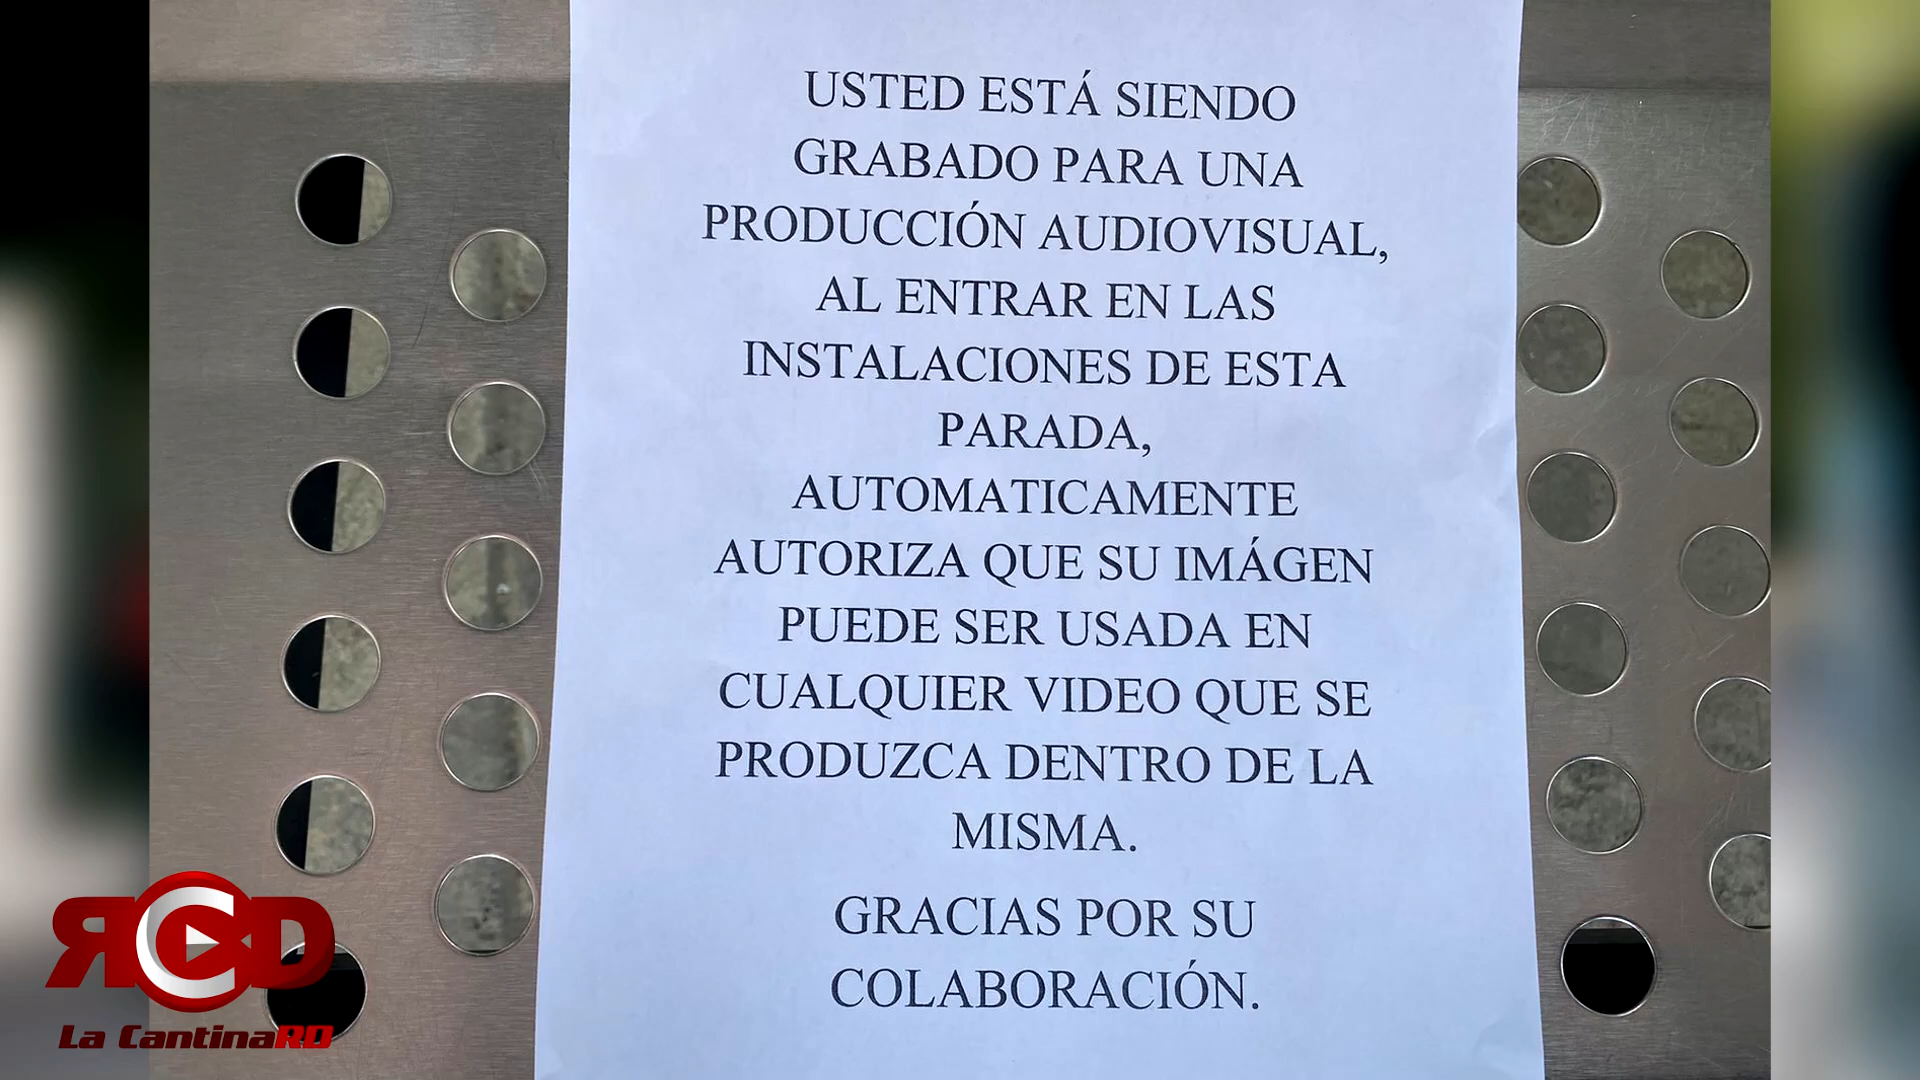 USTED ESTÁ SIENDO
GRABADO PARA UNA
PRODUCCIÓN AUDIOVISUAL,
AL ENTRAR EN LAS
INSTALACIONES DE ESTA
PARADA,
AUTOMATICAMENTE
AUTORIZA QUE SU IMÁGEN
PUEDE SER USADA EN
CUALQUIER VIDEO QUE SE
PRODUZCA DENTRO DE LA
MISMA.
GRACIAS POR SU
COLABORACIÓN.
RCD
La CantinaRD